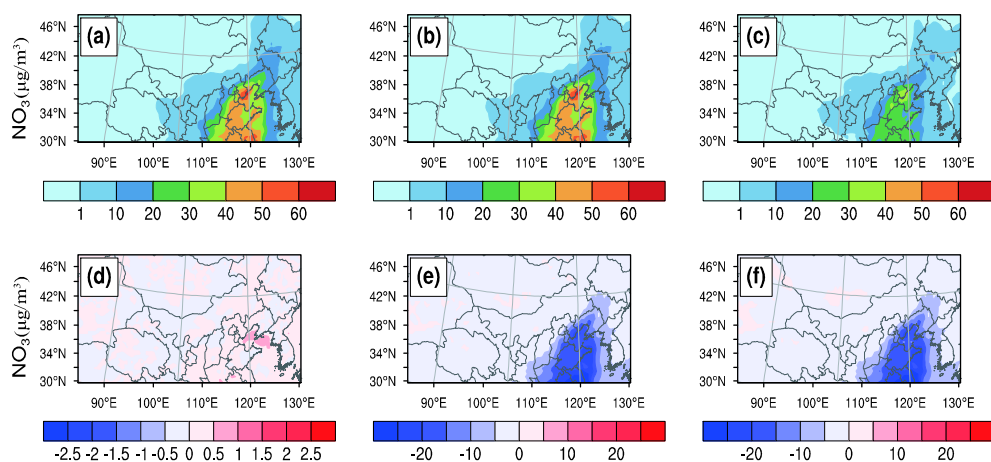 (a) (b) (c)
46°N 46°N 46°N
42°N 42°N 42°N
38°N 38°N 38°N
34°N 34°N 34°N
30°N 30°N 30°N
NO₃(μg/m³)
90°E 100°E 110°E 120°E 130°E 90°E 100°E 110°E 120°E 130°E 90°E 100°E 110°E 120°E 130°E
1 10 20 30 40 50 60 1 10 20 30 40 50 60 1 10 20 30 40 50 60
(d) (e) (f)
46°N 46°N 46°N
42°N 42°N 42°N
38°N 38°N 38°N
34°N 34°N 34°N
30°N 30°N 30°N
NO₃(μg/m³)
90°E 100°E 110°E 120°E 130°E 90°E 100°E 110°E 120°E 130°E 90°E 100°E 110°E 120°E 130°E
-2.5 -2 -1.5 -1 -0.5 0 0.5 1 1.5 2 2.5 -20 -10 0 10 20 -20 -10 0 10 20